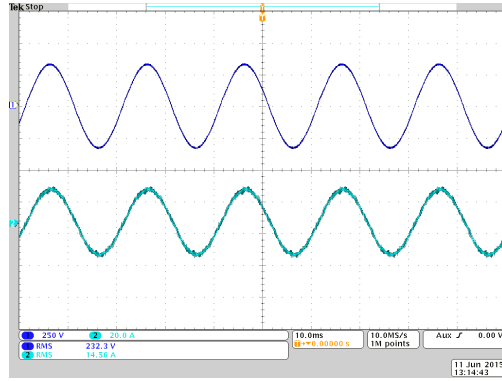 Tek Stop
1
2
1 250 V 2 20.0 A
1 RMS 232.3 V
2 RMS 14.56 A
10.0ms
T→▼0.00000 s
10.0MS/s
1M points
Aux ƒ 0.00 V
11 Jun 2015
13:14:43